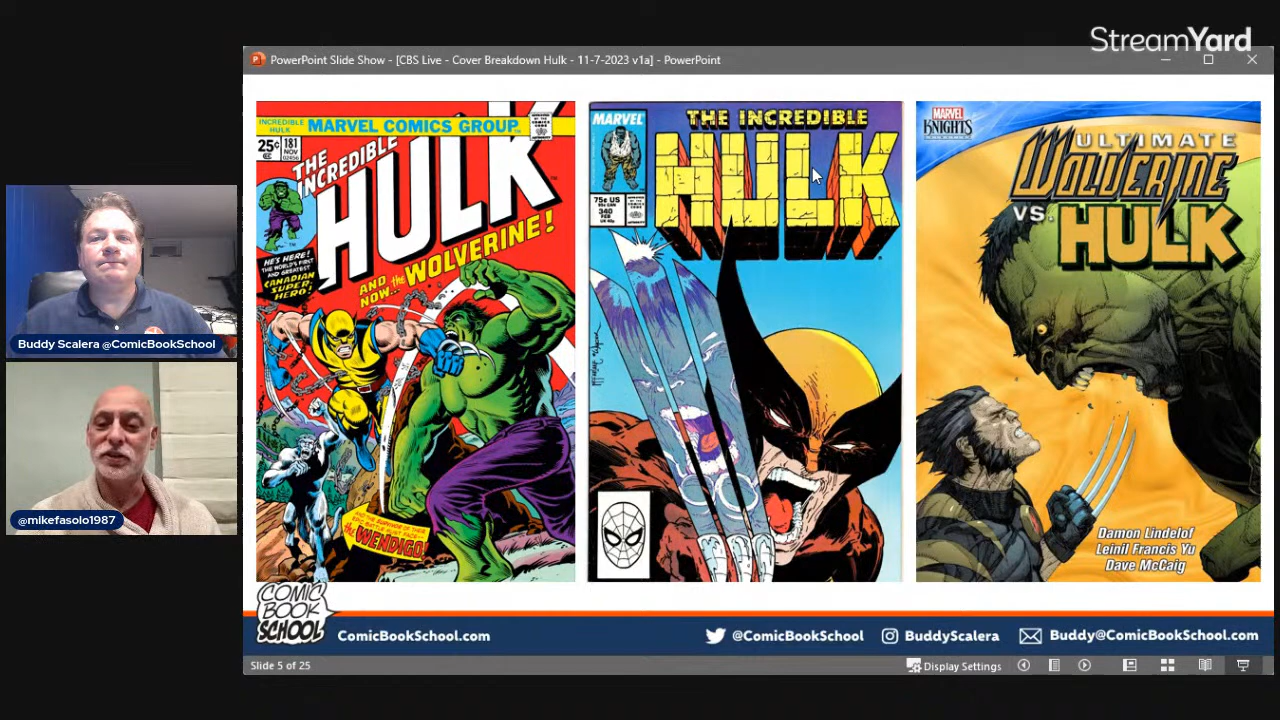 StreamYard
PowerPoint Slide Show - [CBS Live - Cover Breakdown Hulk - 11-7-2023 v1a] - PowerPoint
Buddy Scalera @ComicBookSchool
@mikefasolo1987
INCREDIBLE
HULK
MARVEL COMICS GROUP
25¢
181
NOV
THE
INCREDIBLE
HULK
AND
NOW...
the WOLVERINE!
HE'S HERE!
THE WORLD'S FIRST
AND GREATEST
CANADIAN
SUPER
HERO!
the WENDIGO!
MARVEL
75¢ US
340
FEB
THE INCREDIBLE
HULK
MARVEL
KNIGHTS
ULTIMATE
WOLVERINE
VS.
HULK
Damon Lindelof
Leinil Francis Yu
Dave McCaig
COMIC
BOOK
SCHOOL
ComicBookSchool.com
@ComicBookSchool
BuddyScalera
Buddy@ComicBookSchool.com
Slide 5 of 25
Display Settings